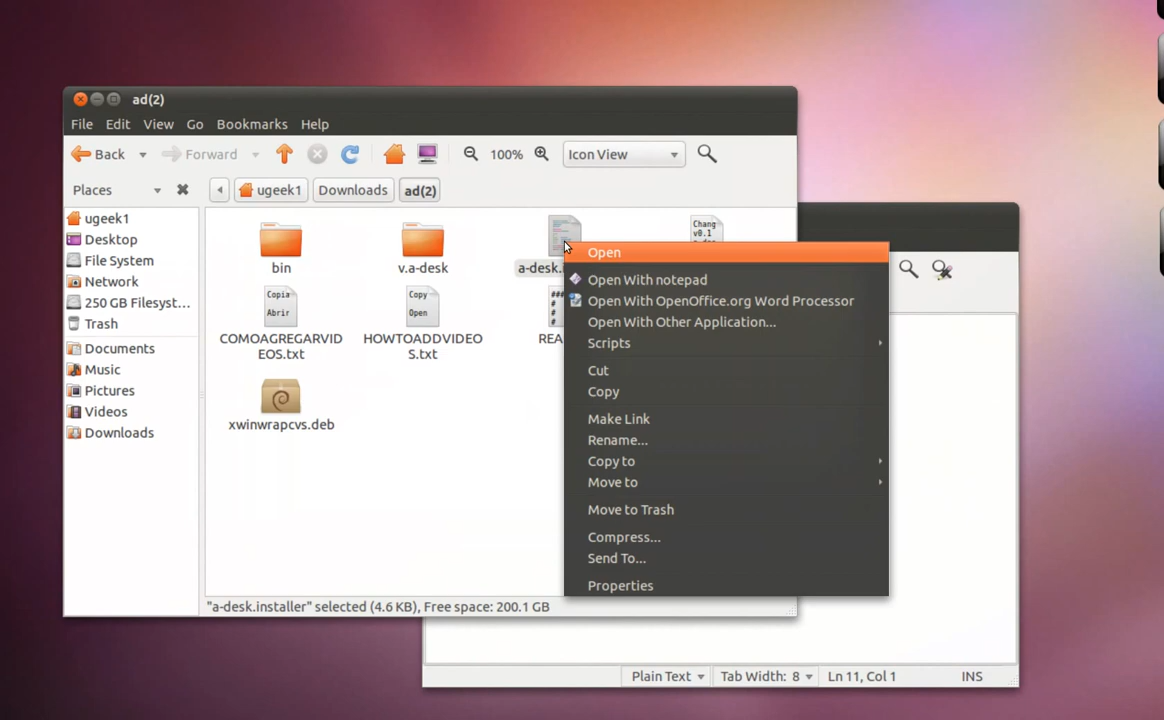 ad(2)
File Edit View Go Bookmarks Help
Back Forward 100% Icon View
Places ugeek1 Downloads ad(2)
ugeek1
Desktop
File System
Network
250 GB Filesyst...
Trash
Documents
Music
Pictures
Videos
Downloads
Chang
v0.1
bin v.a-desk a-desk.
Copia
Abrir
Copy
Open
###
#
#
COMOAGREGARVID
EOS.txt
HOWTOADDVIDEO
S.txt
REA
xwinwrapcvs.deb
Open
Open With notepad
Open With OpenOffice.org Word Processor
Open With Other Application...
Scripts
Cut
Copy
Make Link
Rename...
Copy to
Move to
Move to Trash
Compress...
Send To...
Properties
"a-desk.installer" selected (4.6 KB), Free space: 200.1 GB
Plain Text Tab Width: 8 Ln 11, Col 1 INS